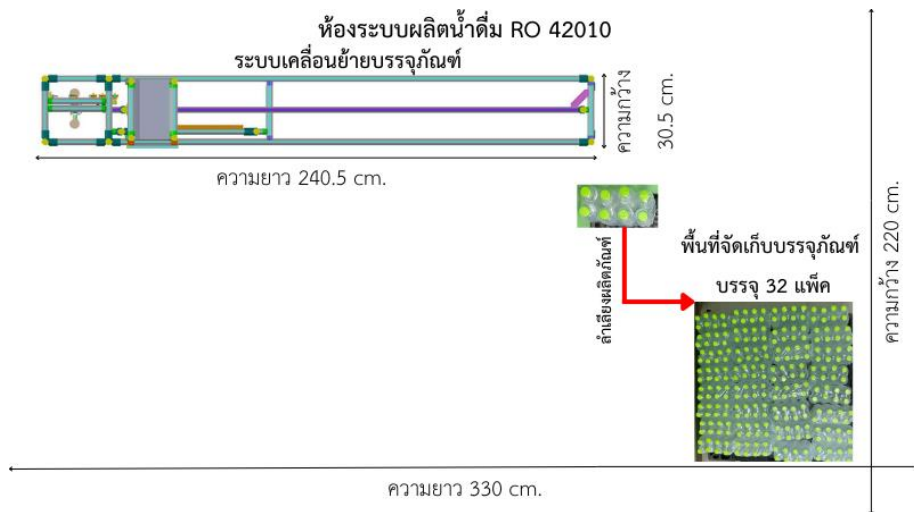 ห้องระบบผลิตน้ำดื่ม RO 42010
ระบบเคลื่อนย้ายบรรจุภัณฑ์
ความกว้าง
30.5 cm.
ความยาว 240.5 cm.
ลำเลียงผลิตภัณฑ์
พื้นที่จัดเก็บบรรจุภัณฑ์
บรรจุ 32 แพ็ค
ความกว้าง 220 cm.
ความยาว 330 cm.